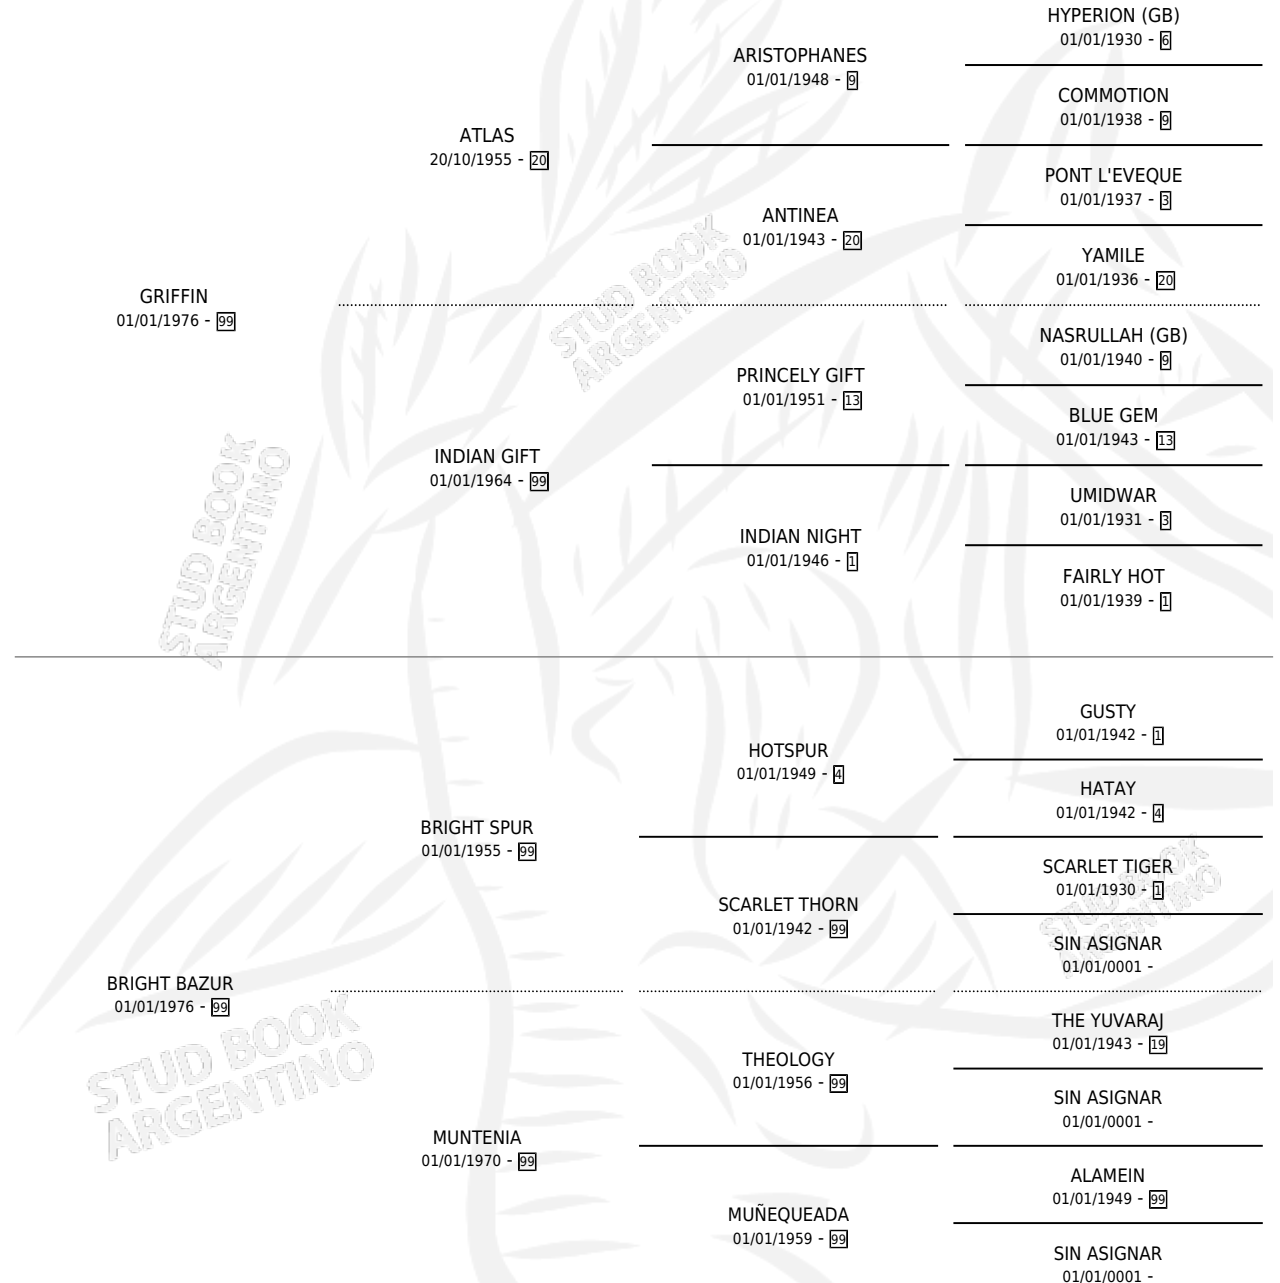 HYPERION (GB)
01/01/1930 - 6
ARISTOPHANES
01/01/1948 - 9
COMMOTION
01/01/1938 - 9
ATLAS
20/10/1955 - 20
PONT L'EVEQUE
01/01/1937 - 3
ANTINEA
01/01/1943 - 20
YAMILE
01/01/1936 - 20
GRIFFIN
01/01/1976 - 99
NASRULLAH (GB)
01/01/1940 - 9
PRINCELY GIFT
01/01/1951 - 13
BLUE GEM
01/01/1943 - 13
INDIAN GIFT
01/01/1964 - 99
UMIDWAR
01/01/1931 - 3
INDIAN NIGHT
01/01/1946 - 1
FAIRLY HOT
01/01/1939 - 1
GUSTY
01/01/1942 - 1
HOTSPUR
01/01/1949 - 4
HATAY
01/01/1942 - 4
BRIGHT SPUR
01/01/1955 - 99
SCARLET TIGER
01/01/1930 - 1
SCARLET THORN
01/01/1942 - 99
SIN ASIGNAR
01/01/0001 -
BRIGHT BAZUR
01/01/1976 - 99
THE YUVARAJ
01/01/1943 - 19
THEOLOGY
01/01/1956 - 99
SIN ASIGNAR
01/01/0001 -
MUNTENIA
01/01/1970 - 99
ALAMEIN
01/01/1949 - 99
MUÑEQUEADA
01/01/1959 - 99
SIN ASIGNAR
01/01/0001 -
STUD BOOK
ARGENTINO
STUD BOOK
ARGENTINO
STUD BOOK
ARGENTINO
STUD BOOK
ARGENTINO